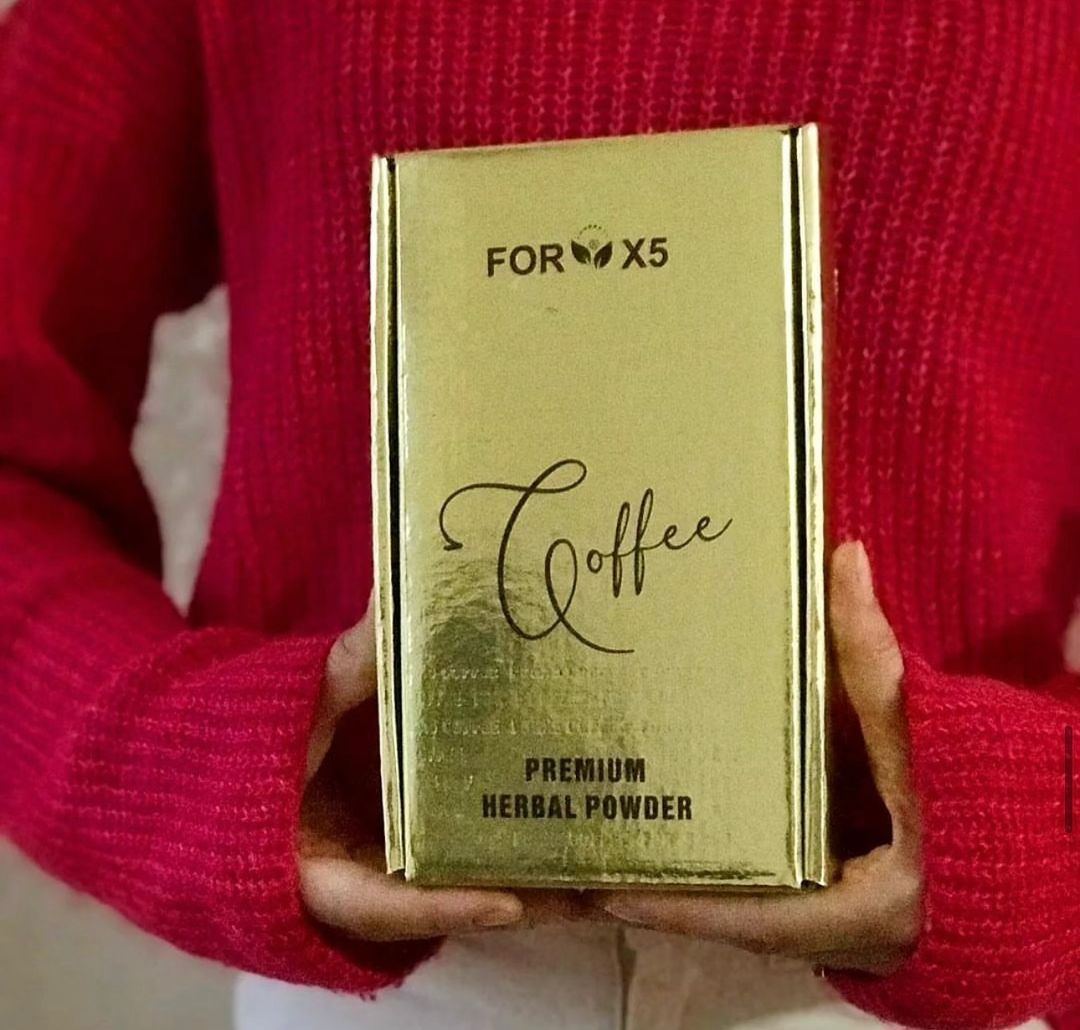 FOR X5
Coffee
PREMIUM
HERBAL POWDER